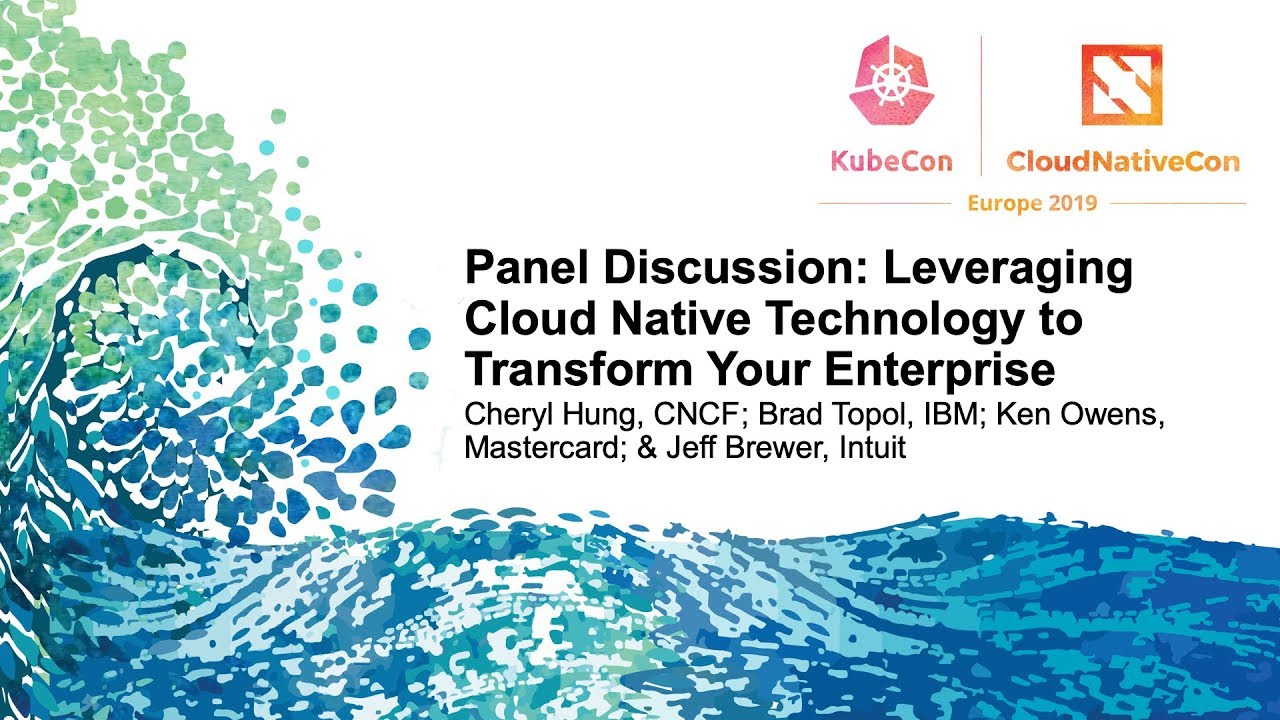 KubeCon
CloudNativeCon
Europe 2019
Panel Discussion: Leveraging
Cloud Native Technology to
Transform Your Enterprise
Cheryl Hung, CNCF; Brad Topol, IBM; Ken Owens,
Mastercard; & Jeff Brewer, Intuit